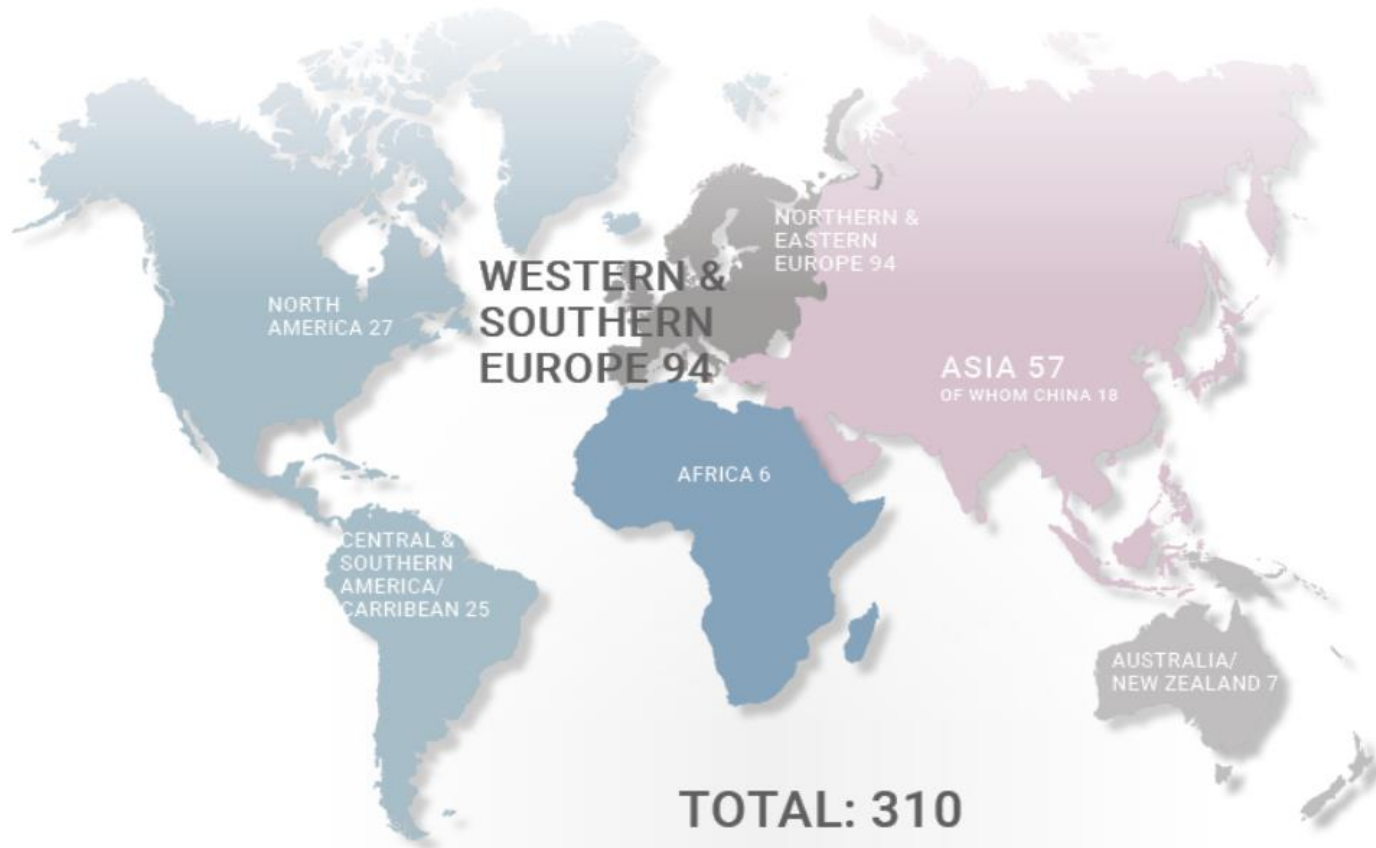 NORTHERN &
EASTERN
EUROPE 94
WESTERN &
SOUTHERN
EUROPE 94
NORTH
AMERICA 27
ASIA 57
OF WHOM CHINA 18
AFRICA 6
CENTRAL &
SOUTHERN
AMERICA/
CARRIBEAN 25
AUSTRALIA/
NEW ZEALAND 7
TOTAL: 310